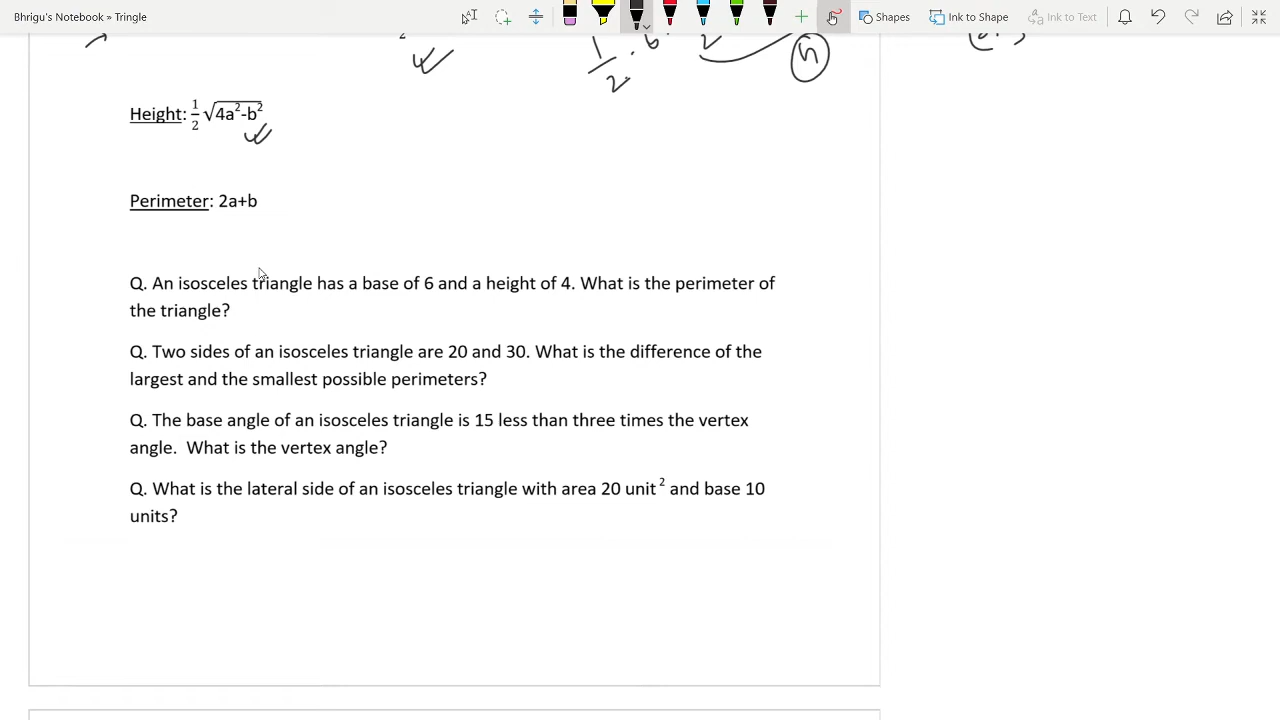 Bhrigu's Notebook » Tringle
Shapes
Ink to Shape
Ink to Text
1/2 . b
2
h
Height: 1/2 √4a²-b²
Perimeter: 2a+b
Q. An isosceles triangle has a base of 6 and a height of 4. What is the perimeter of
the triangle?
Q. Two sides of an isosceles triangle are 20 and 30. What is the difference of the
largest and the smallest possible perimeters?
Q. The base angle of an isosceles triangle is 15 less than three times the vertex
angle.  What is the vertex angle?
Q. What is the lateral side of an isosceles triangle with area 20 unit² and base 10
units?